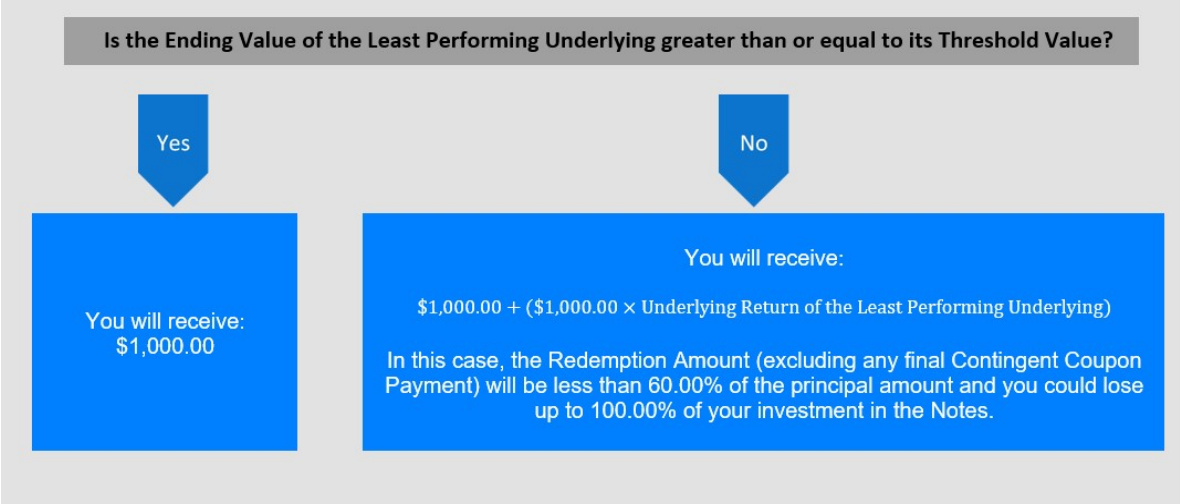 Is the Ending Value of the Least Performing Underlying greater than or equal to its Threshold Value?
Yes
No
You will receive:
$1,000.00
You will receive:
$1,000.00 + ($1,000.00 × Underlying Return of the Least Performing Underlying)
In this case, the Redemption Amount (excluding any final Contingent Coupon
Payment) will be less than 60.00% of the principal amount and you could lose
up to 100.00% of your investment in the Notes.